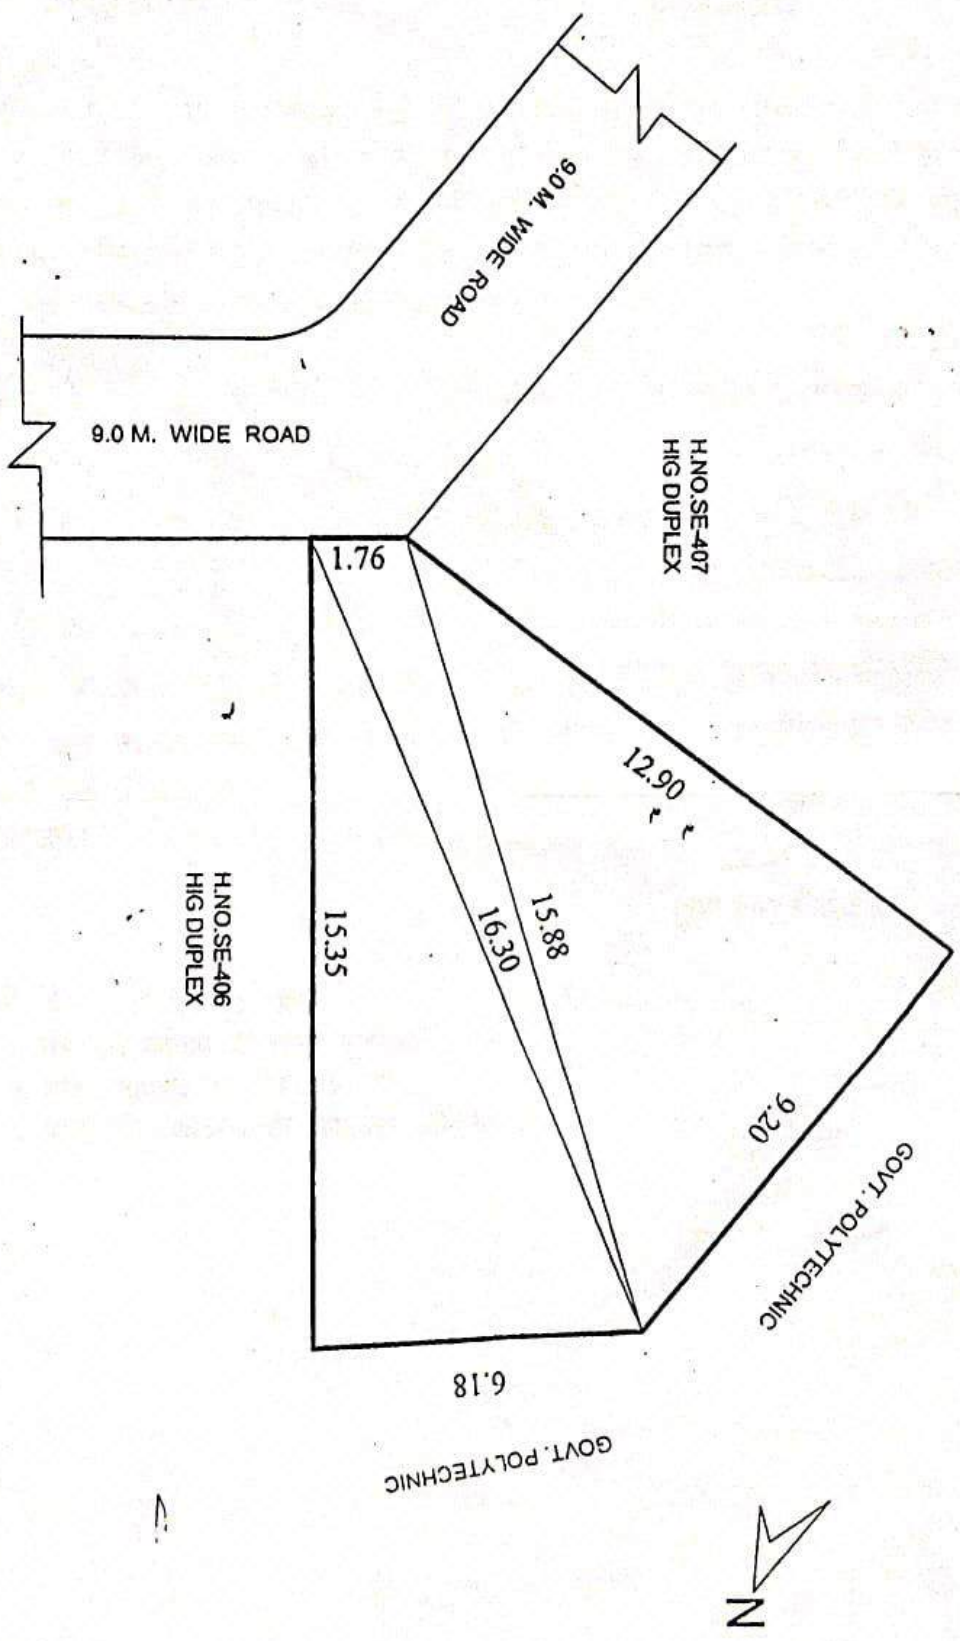 9.0 M. WIDE ROAD
9.0 M. WIDE ROAD
H.NO.SE-407
HIG DUPLEX
1.76
12.90
15.88
16.30
15.35
H.NO.SE-406
HIG DUPLEX
9.20
GOVT. POLYTECHNIC
6.18
GOVT. POLYTECHNIC
N